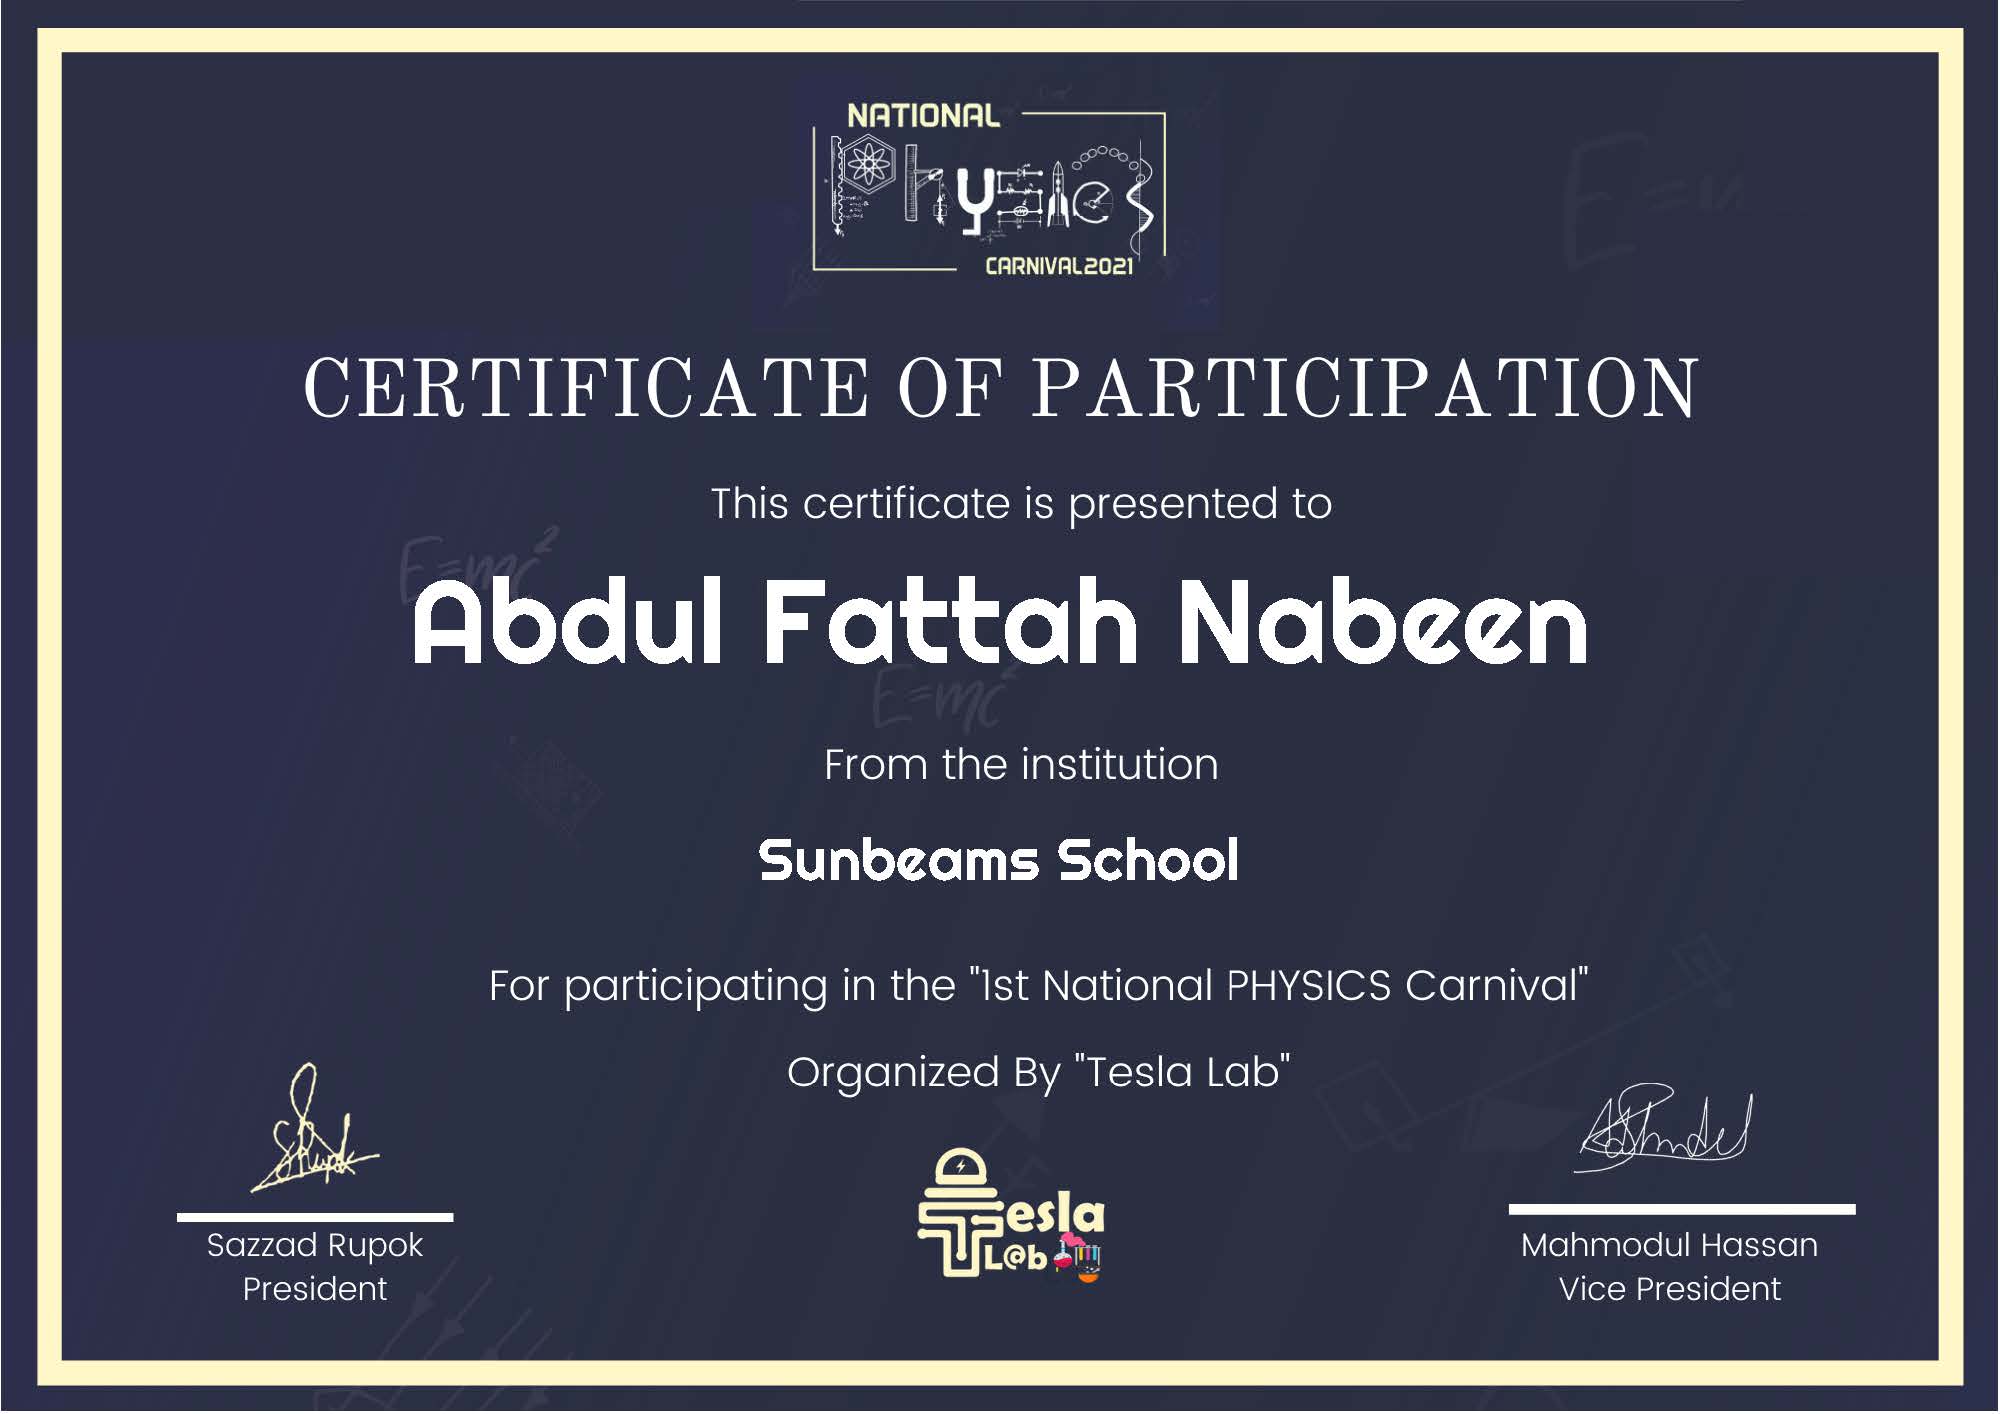 NATIONAL
Physics
CARNIVAL2021
CERTIFICATE OF PARTICIPATION
This certificate is presented to
E=mc²
Abdul Fattah Nabeen
E=mc²
From the institution
Sunbeams School
For participating in the "1st National PHYSICS Carnival"
Organized By "Tesla Lab"
Tesla
L@b
Sazzad Rupok
President
Mahmodul Hassan
Vice President